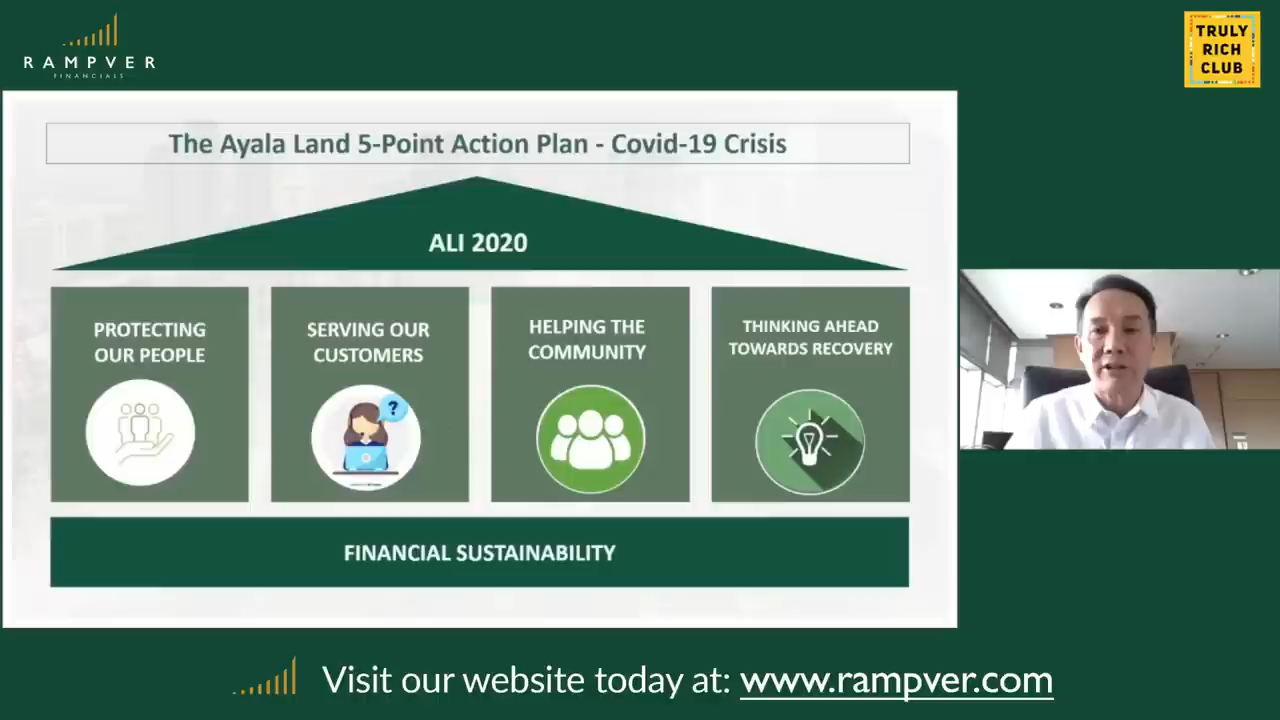 RAMPVER
FINANCIALS
TRULY
RICH
CLUB
The Ayala Land 5-Point Action Plan - Covid-19 Crisis
ALI 2020
PROTECTING
OUR PEOPLE
SERVING OUR
CUSTOMERS
?
HELPING THE
COMMUNITY
THINKING AHEAD
TOWARDS RECOVERY
FINANCIAL SUSTAINABILITY
Visit our website today at: www.rampver.com